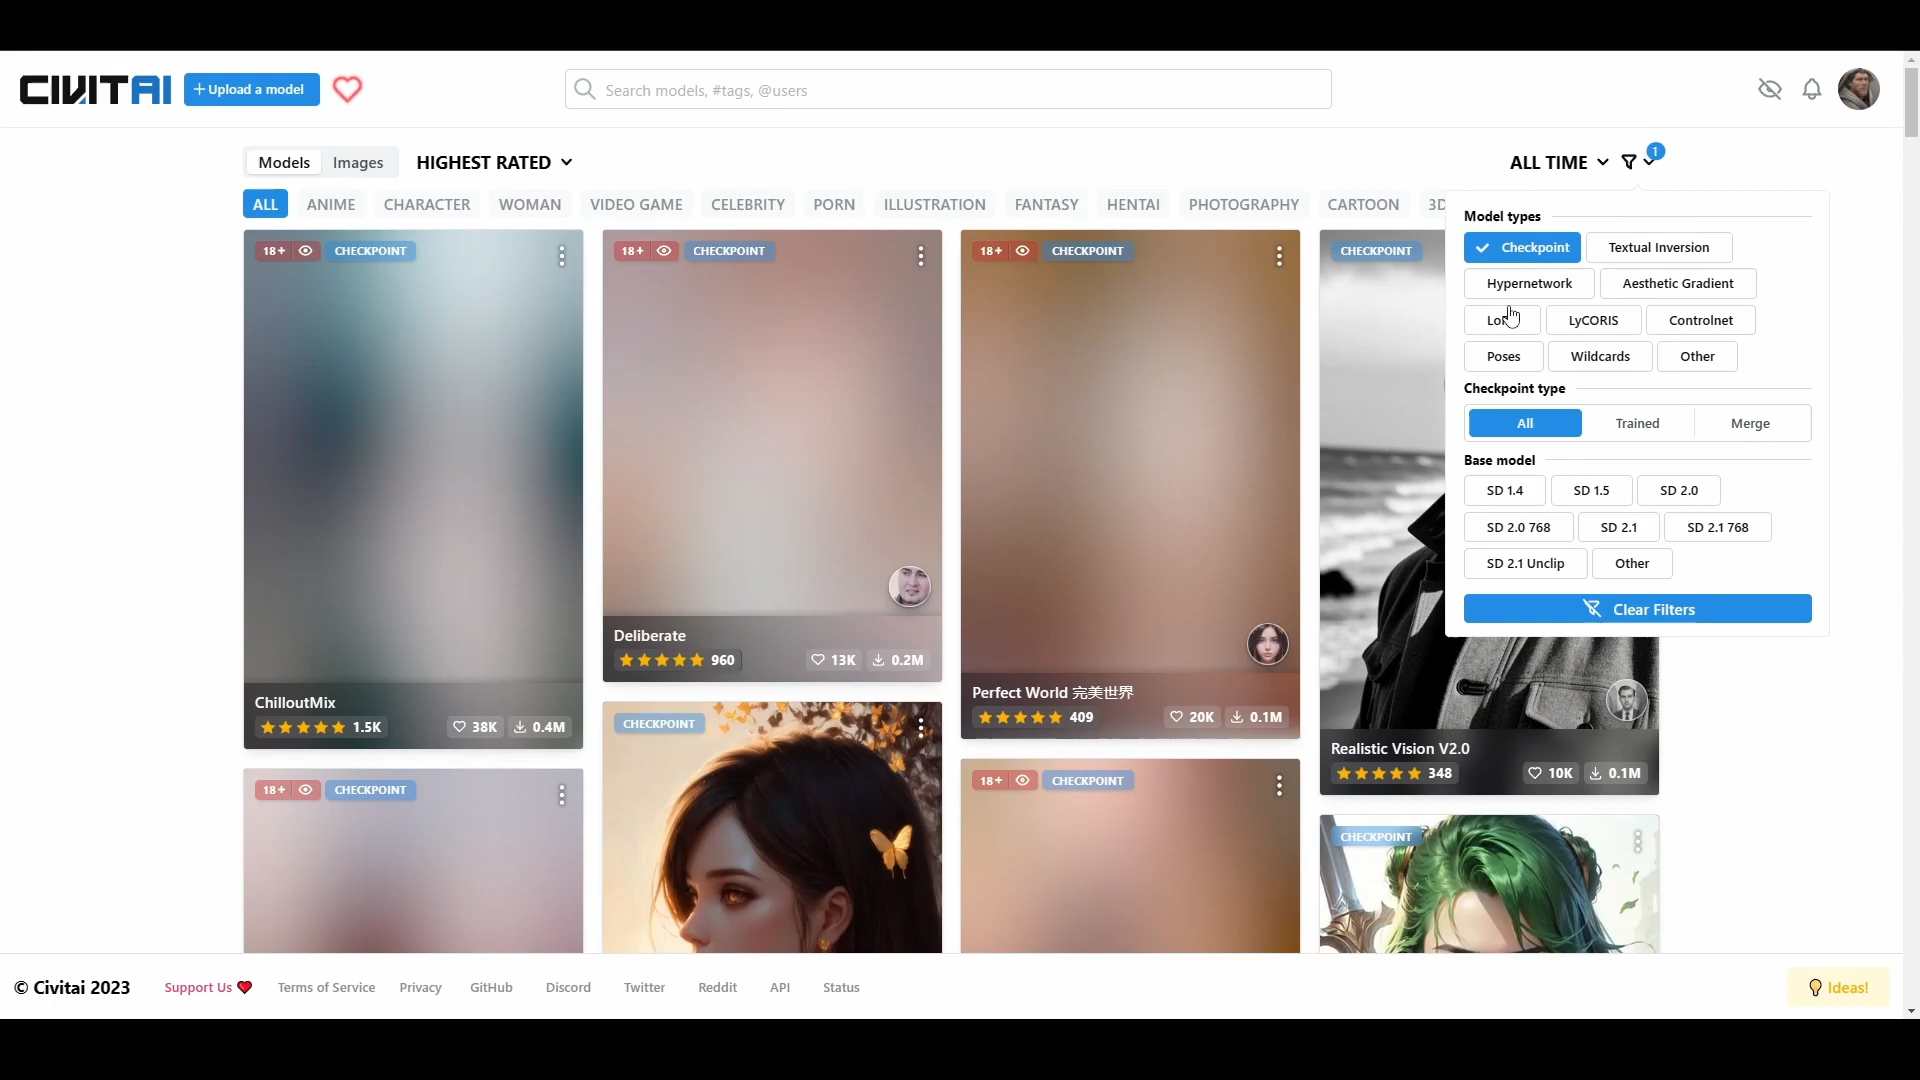 CIVITAI
+ Upload a model
Search models, #tags, @users
Models Images HIGHEST RATED
ALL TIME 1
ALL ANIME CHARACTER WOMAN VIDEO GAME CELEBRITY PORN ILLUSTRATION FANTASY HENTAI PHOTOGRAPHY CARTOON 3D
18+ CHECKPOINT
18+ CHECKPOINT
18+ CHECKPOINT
CHECKPOINT
Model types
Checkpoint Textual Inversion
Hypernetwork Aesthetic Gradient
LyCORIS Controlnet
Poses Wildcards Other
Checkpoint type
All Trained Merge
Base model
SD 1.4 SD 1.5 SD 2.0
SD 2.0 768 SD 2.1 SD 2.1 768
SD 2.1 Unclip Other
Clear Filters
Deliberate
960 13K 0.2M
Perfect World 完美世界
409 20K 0.1M
ChilloutMix
1.5K 38K 0.4M
Realistic Vision V2.0
348 10K 0.1M
18+ CHECKPOINT
CHECKPOINT
18+ CHECKPOINT
CHECKPOINT
© Civitai 2023 Support Us Terms of Service Privacy GitHub Discord Twitter Reddit API Status
Ideas!